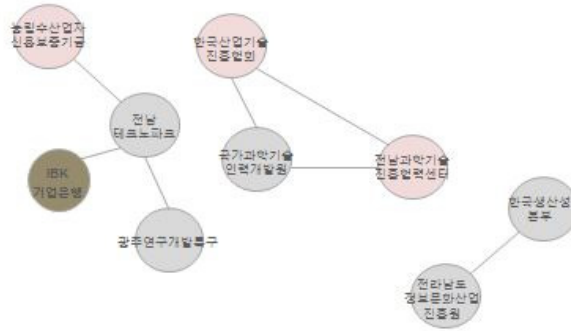 농림수산업자
신용보증기금
한국산업기술
진흥협회
전남
테크노파크
국가과학기술
인력개발원
전남과학기술
진흥협력센터
IBK
기업은행
한국생산성
본부
광주연구개발특구
전라남도
정보문화산업
진흥원